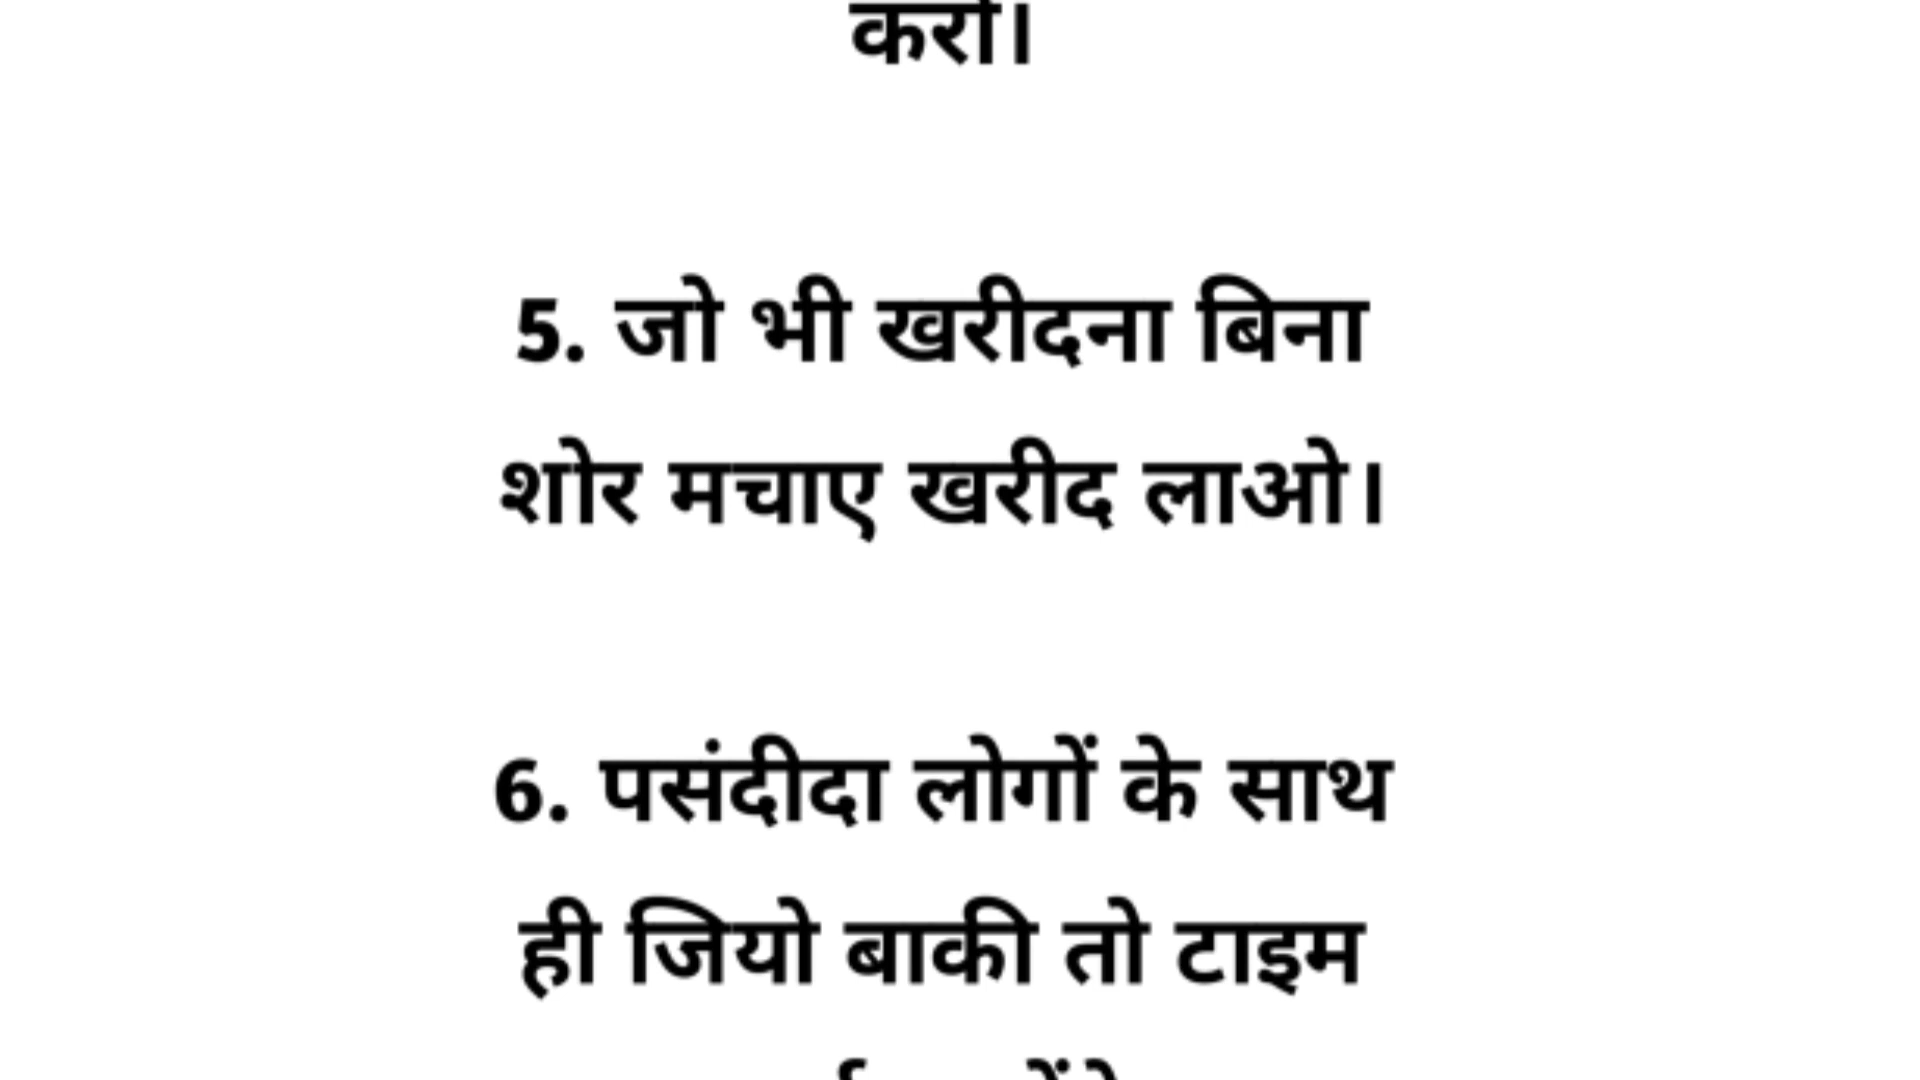 करो।
5. जो भी खरीदना बिना
शोर मचाए खरीद लाओ।
6. पसंदीदा लोगों के साथ
ही जियो बाकी तो टाइम